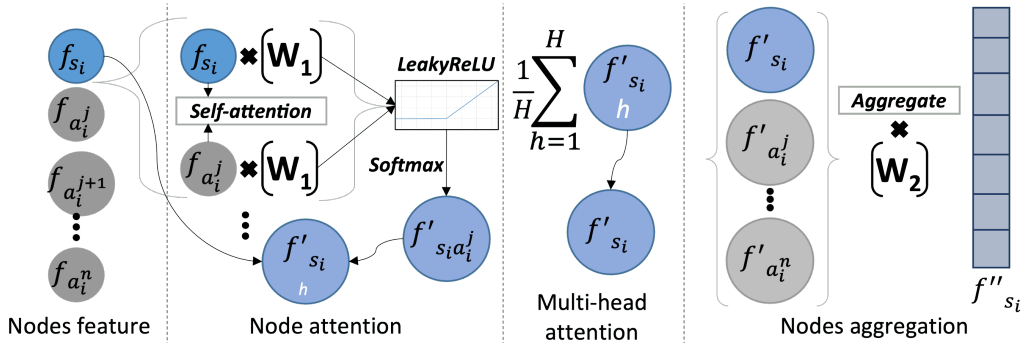 f_{s_i}
f_{a_i^j}
f_{a_i^{j+1}}
f_{a_i^n}
Nodes feature
f_{s_i} × [W_1]
Self-attention
f_{a_i^j} × [W_1]
LeakyReLU
Softmax
f'_{s_i}
h
f'_{s_i a_i^j}
Node attention
\frac{1}{H} \sum_{h=1}^{H}
f'_{s_i}
h
f'_{s_i}
Multi-head
attention
f'_{s_i}
f'_{a_i^j}
f'_{a_i^n}
Aggregate
×
[W_2]
f''_{s_i}
Nodes aggregation